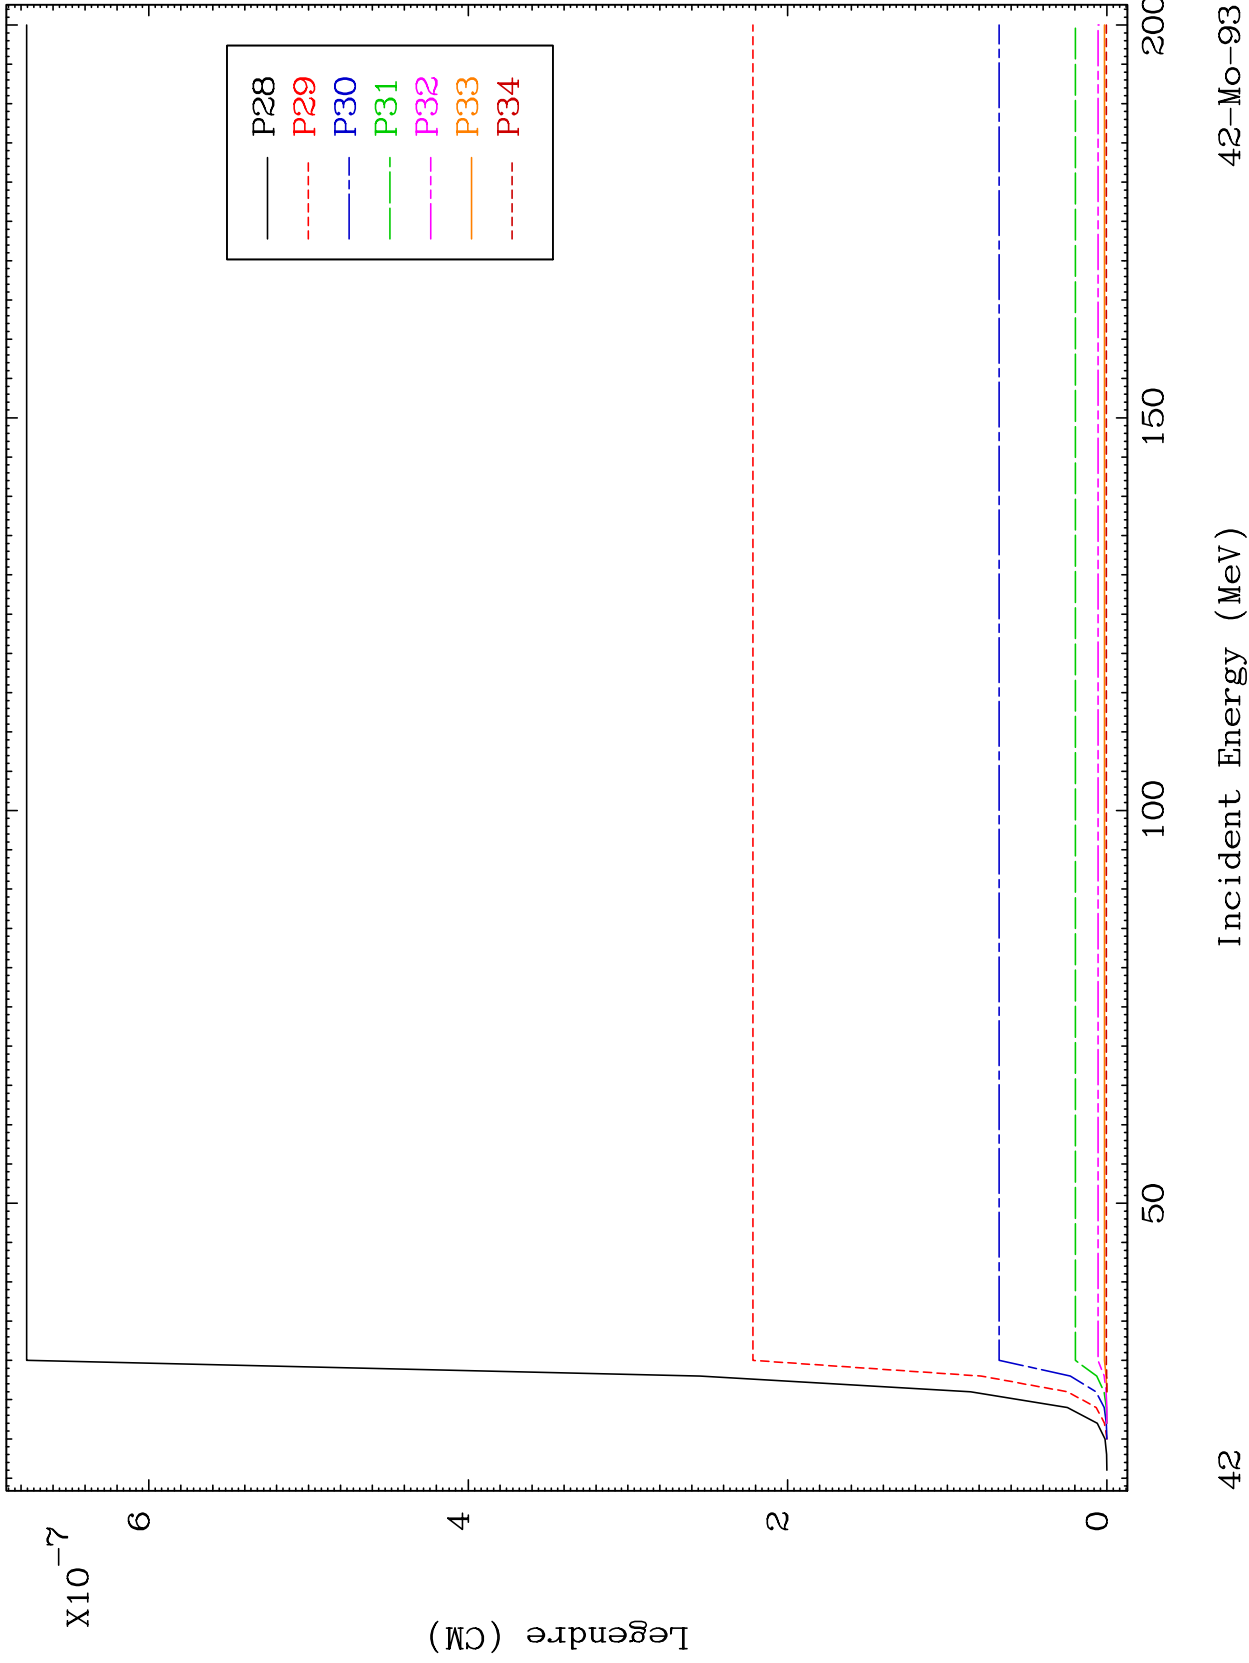 X10-7
Legendre (CM)
6
4
2
0
P28
P29
P30
P31
P32
P33
P34
50
100
150
200
Incident Energy (MeV)
42
42-Mo-93